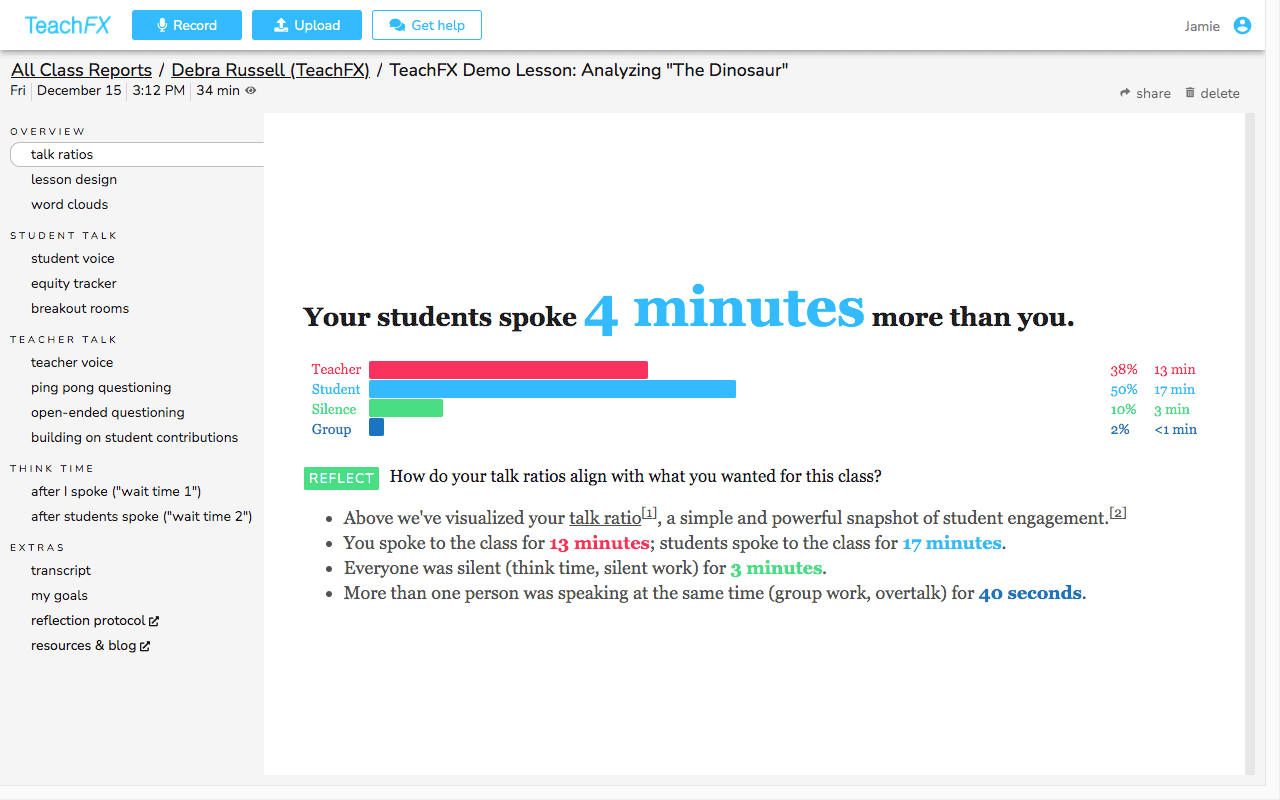 TeachFX Record Upload Get help Jamie
All Class Reports / Debra Russell (TeachFX) / TeachFX Demo Lesson: Analyzing "The Dinosaur"
Fri December 15 3:12 PM 34 min
share delete
OVERVIEW
talk ratios
lesson design
word clouds
STUDENT TALK
student voice
equity tracker
breakout rooms
TEACHER TALK
teacher voice
ping pong questioning
open-ended questioning
building on student contributions
THINK TIME
after I spoke ("wait time 1")
after students spoke ("wait time 2")
EXTRAS
transcript
my goals
reflection protocol
resources & blog
Your students spoke 4 minutes more than you.
Teacher 38% 13 min
Student 50% 17 min
Silence 10% 3 min
Group 2% <1 min
REFLECT How do your talk ratios align with what you wanted for this class?
• Above we've visualized your talk ratio[1], a simple and powerful snapshot of student engagement.[2]
• You spoke to the class for 13 minutes; students spoke to the class for 17 minutes.
• Everyone was silent (think time, silent work) for 3 minutes.
• More than one person was speaking at the same time (group work, overtalk) for 40 seconds.